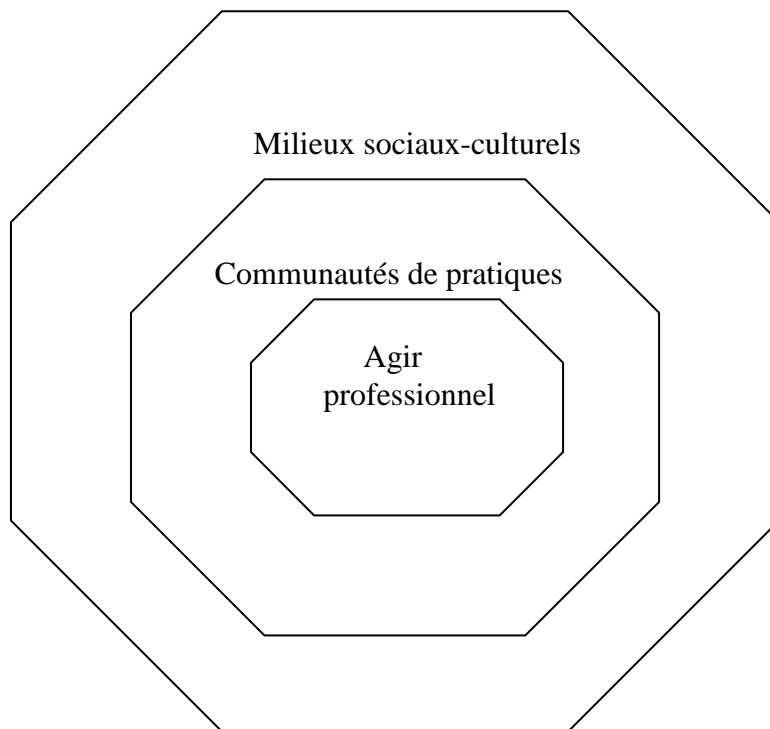 Milieux sociaux-culturels
Communautés de pratiques
Agir
professionnel